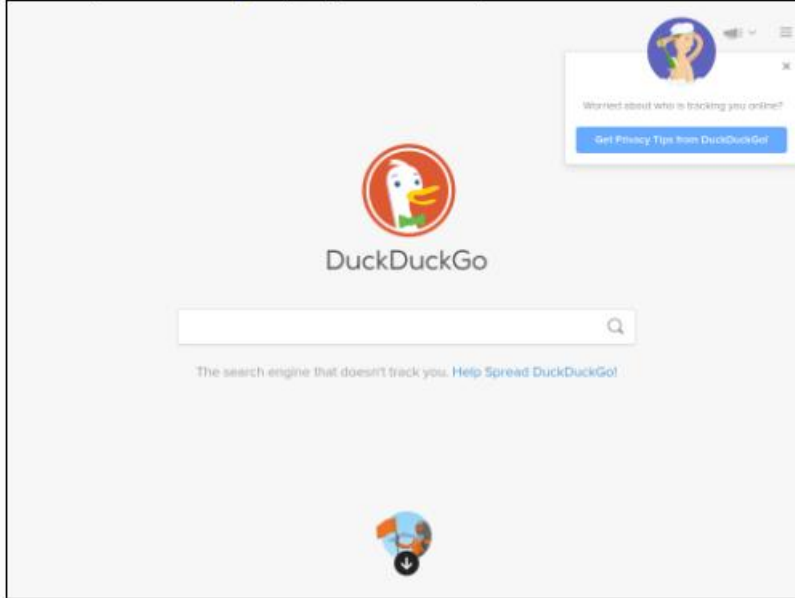 Worried about who is tracking you online?
Get Privacy Tips from DuckDuckGo!
DuckDuckGo
The search engine that doesn't track you. Help Spread DuckDuckGo!